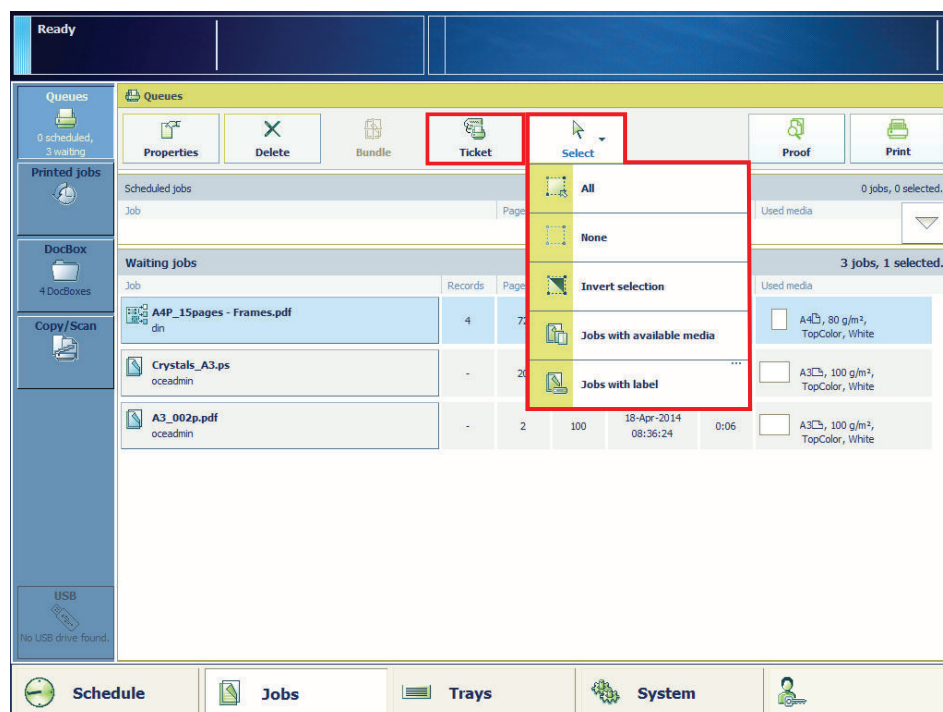 Ready
Queues
0 scheduled,
3 waiting
Printed jobs
DocBox
4 DocBoxes
Copy/Scan
USB
No USB drive found.
Queues
Properties
Delete
Bundle
Ticket
Select
Proof
Print
All
None
Invert selection
Jobs with available media
...
Jobs with label
Scheduled jobs
0 jobs, 0 selected.
Job
Page
Used media
Waiting jobs
3 jobs, 1 selected.
Job
Records
Page
Used media
A4P_15pages - Frames.pdf
din
4
72
A4, 80 g/m²,
TopColor, White
Crystals_A3.ps
oceadmin
-
20
A3, 100 g/m²,
TopColor, White
A3_002p.pdf
oceadmin
-
2
100
18-Apr-2014
08:36:24
0:06
A3, 100 g/m²,
TopColor, White
Schedule
Jobs
Trays
System